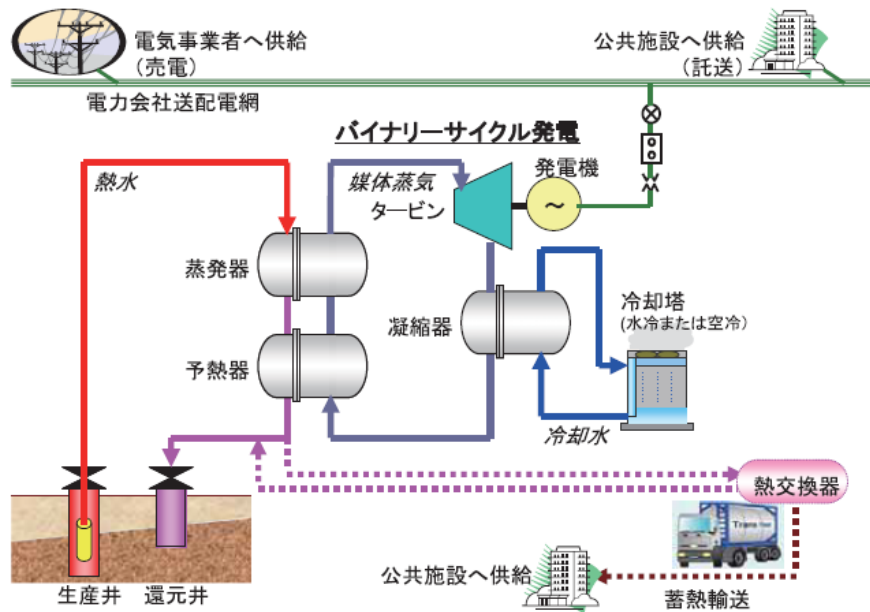 電気事業者へ供給
（売電）
公共施設へ供給
（託送）
電力会社送配電網
バイナリーサイクル発電
熱水
媒体蒸気
タービン
発電機
～
蒸発器
予熱器
凝縮器
冷却塔
(水冷または空冷)
冷却水
熱交換器
Trans
生産井
還元井
公共施設へ供給
蓄熱輸送